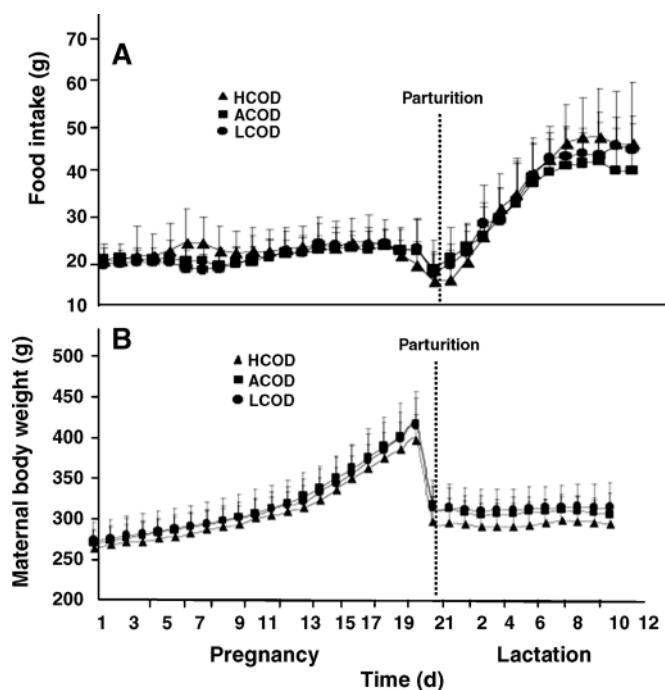 A
Food intake (g)
70
60
50
40
30
20
10
HCOD
ACOD
LCOD
Parturition
B
Maternal body weight (g)
500
450
400
350
300
250
200
HCOD
ACOD
LCOD
Parturition
1 3 5 7 9 11 13 15 17 19 21 2 4 6 8 10 12
Pregnancy Lactation
Time (d)